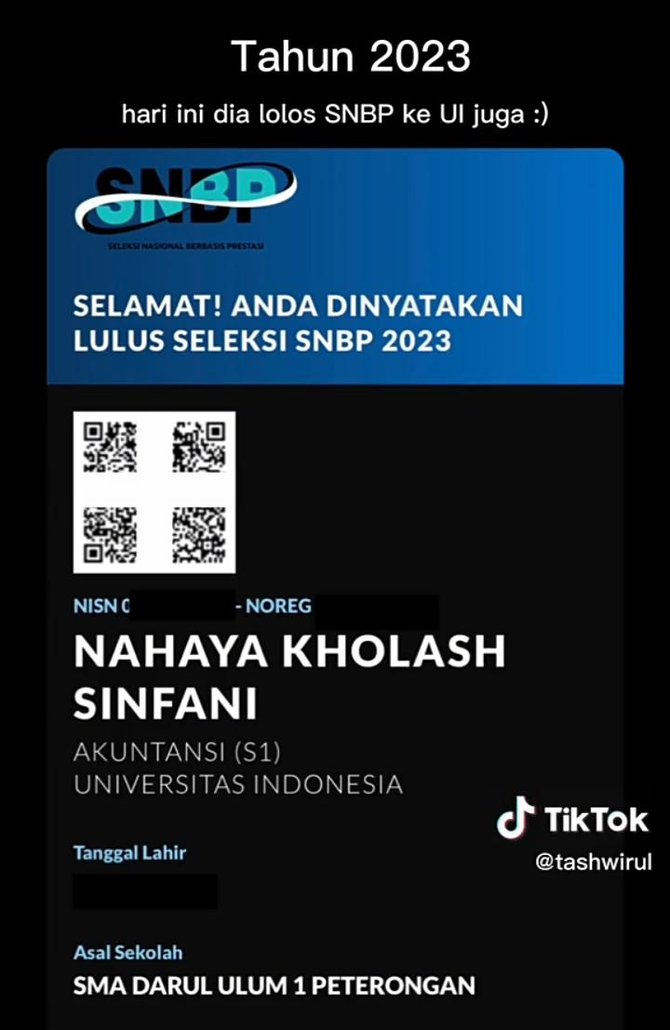 Tahun 2023
hari ini dia lolos SNBP ke UI juga :)
SNBP
SELEKSI NASIONAL BERBASIS PRESTASI
SELAMAT! ANDA DINYATAKAN
LULUS SELEKSI SNBP 2023
NISN 0 - NOREG
NAHAYA KHOLASH
SINFANI
AKUNTANSI (S1)
UNIVERSITAS INDONESIA
TikTok
@tashwirul
Tanggal Lahir
Asal Sekolah
SMA DARUL ULUM 1 PETERONGAN